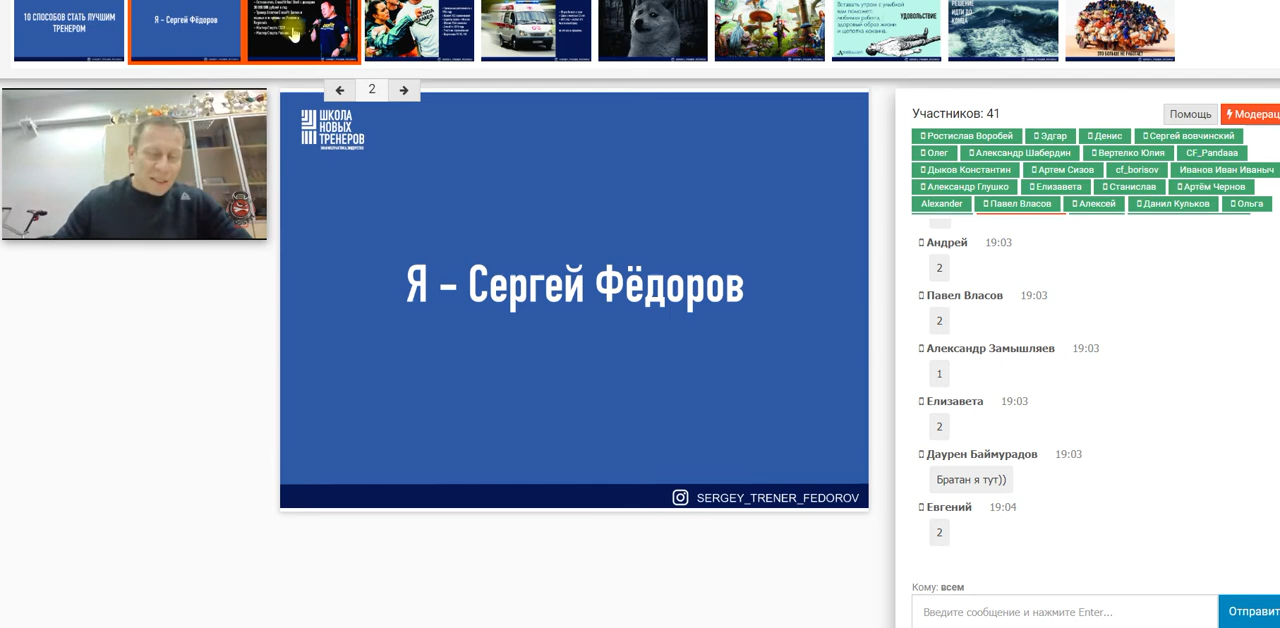 10 СПОСОБОВ СТАТЬ ЛУЧШИМ
ТРЕНЕРОМ
Я - Сергей Фёдоров
УДОВОЛЬСТВИЕ
2
ШКОЛА
НОВЫХ
ТРЕНЕРОВ
Я – Сергей Фёдоров
SERGEY_TRENER_FEDOROV
Участников: 41
Помощь
Модерац
Ростислав Воробей Эдгар Денис Сергей вовчинский
Олег Александр Шабердин Вертелко Юлия CF_Pandaaa
Дыков Константин Артем Сизов cf_borisov Иванов Иван Иваныч
Александр Глушко Елизавета Станислав Артём Чернов
Alexander Павел Власов Алексей Данил Кульков Ольга
Андрей 19:03
2
Павел Власов 19:03
2
Александр Замышляев 19:03
1
Елизавета 19:03
2
Даурен Баймурадов 19:03
Братан я тут))
Евгений 19:04
2
Кому: всем
Введите сообщение и нажмите Enter...
Отправит